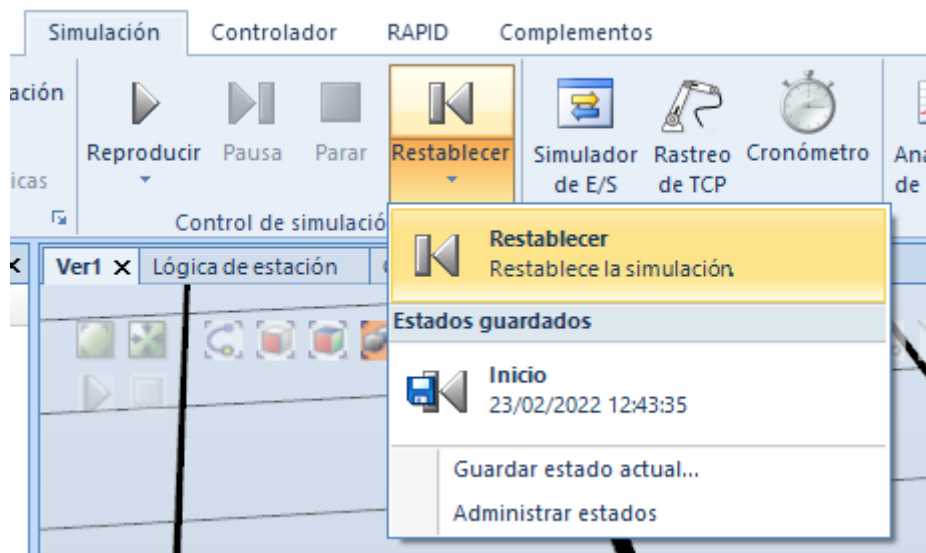 Simulación Controlador RAPID Complementos
ación
Reproducir Pausa Parar Restablecer Simulador de E/S Rastreo de TCP Cronómetro Aná de
icas
Control de simulació
Ver1 Lógica de estación
Restablecer
Restablece la simulación.
Estados guardados
Inicio
23/02/2022 12:43:35
Guardar estado actual...
Administrar estados